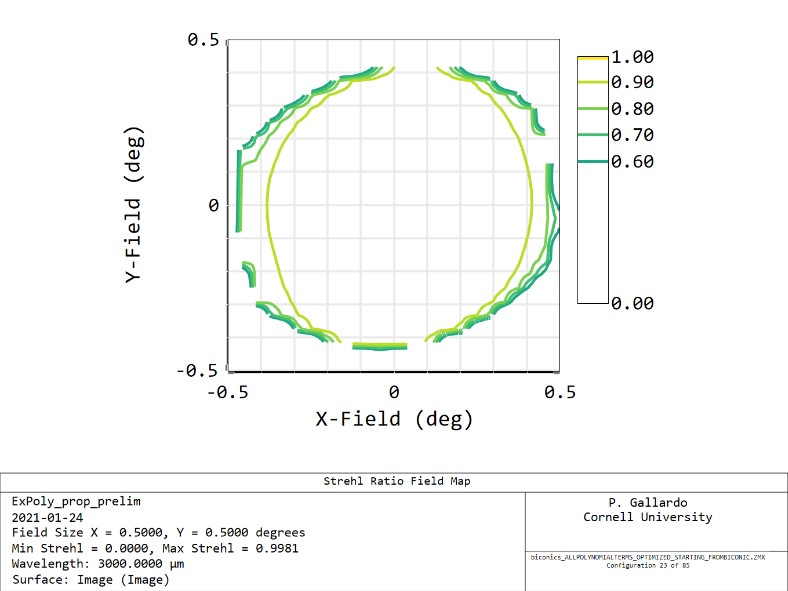 0.5
0
-0.5
-0.5
0
0.5
Y-Field (deg)
X-Field (deg)
1.00
0.90
0.80
0.70
0.60
0.00
Strehl Ratio Field Map
ExPoly_prop_prelim
2021-01-24
Field Size X = 0.5000, Y = 0.5000 degrees
Min Strehl = 0.0000, Max Strehl = 0.9981
Wavelength: 3000.0000 µm
Surface: Image (Image)
P. Gallardo
Cornell University
biconics_ALLPOLYNOMIALTERMS_OPTIMIZED_STARTING_FROMBICONIC.ZMX
Configuration 23 of 85